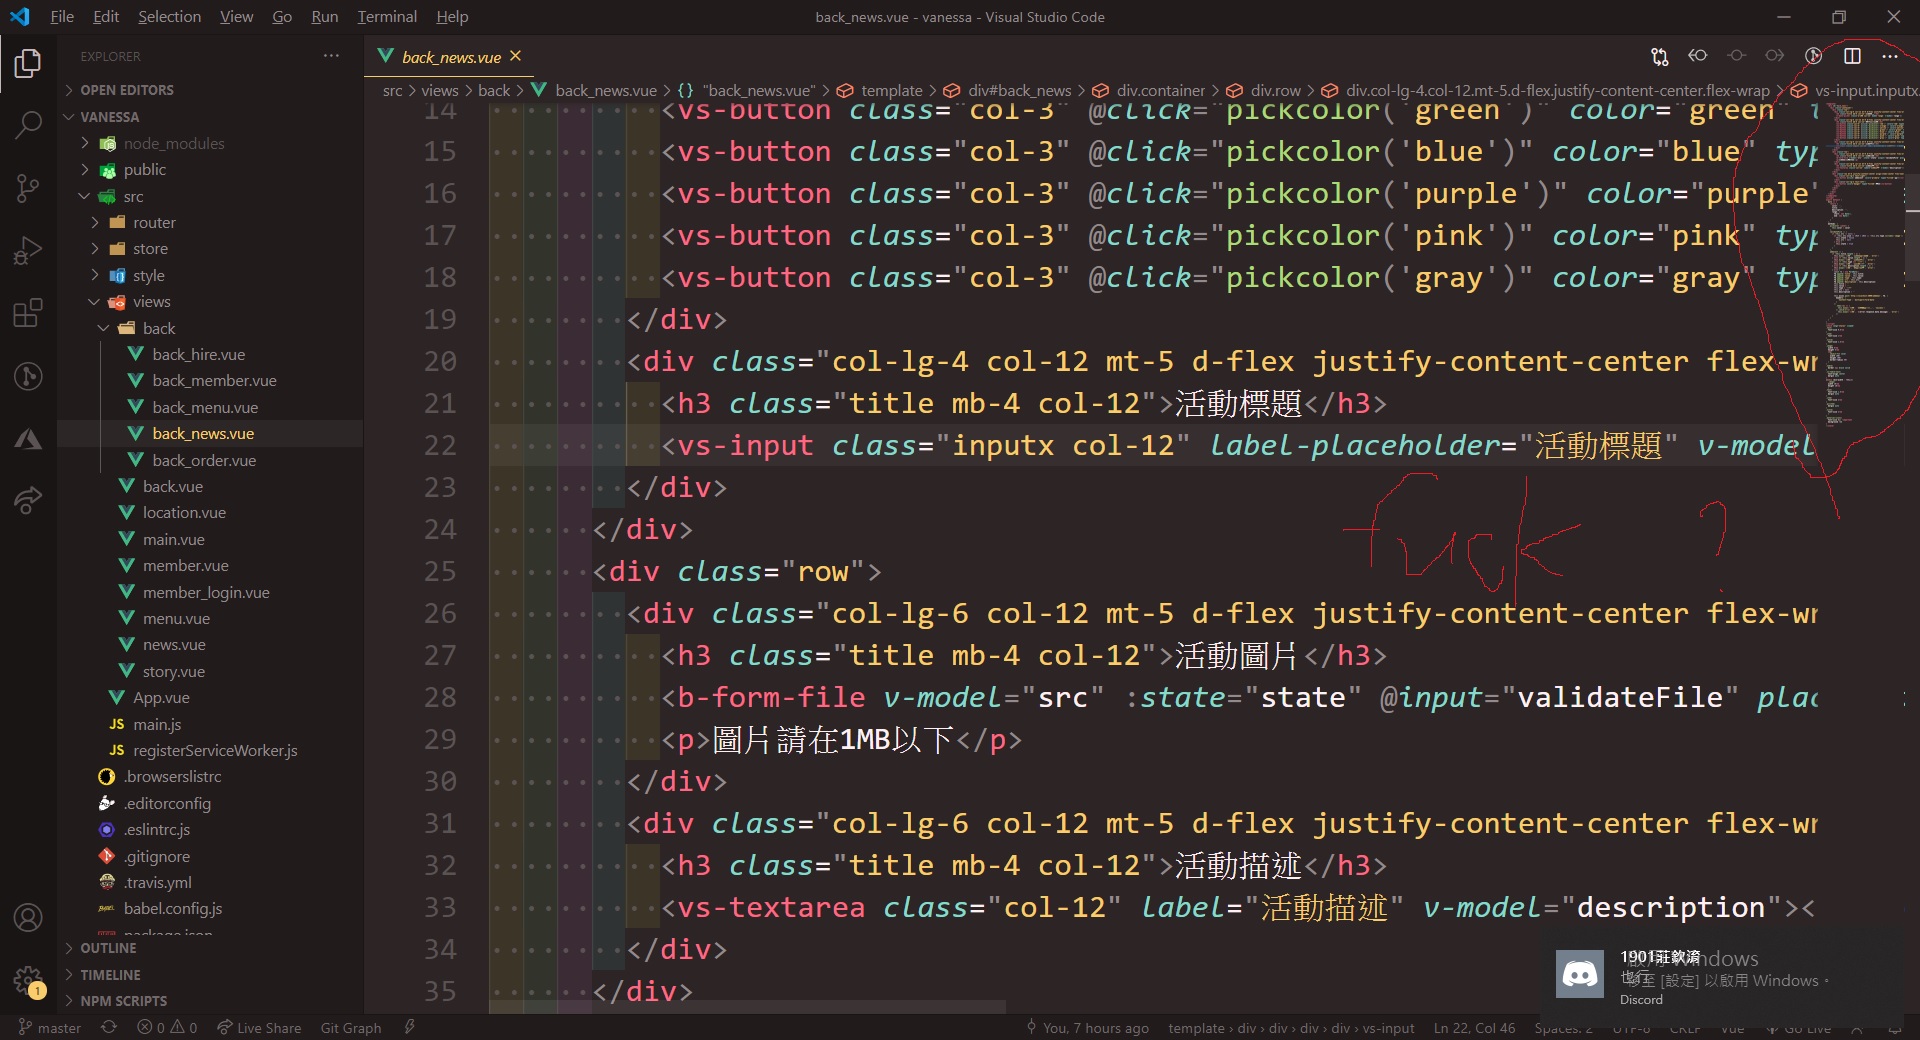 File Edit Selection View Go Run Terminal Help
back_news.vue - vanessa - Visual Studio Code
EXPLORER
OPEN EDITORS
VANESSA
node_modules
public
src
router
store
style
views
back
back_hire.vue
back_member.vue
back_menu.vue
back_news.vue
back_order.vue
back.vue
location.vue
main.vue
member.vue
member_login.vue
menu.vue
news.vue
story.vue
App.vue
JS main.js
JS registerServiceWorker.js
.browserslistrc
.editorconfig
.eslintrc.js
.gitignore
.travis.yml
babel.config.js
package.json
OUTLINE
TIMELINE
NPM SCRIPTS
back_news.vue
src > views > back > back_news.vue > {} "back_news.vue" > template > div#back_news > div.container > div.row > div.col-lg-4.col-12.mt-5.d-flex.justify-content-center.flex-wrap > vs-input.inputx.
14 <vs-button class="col-3" @click="pickcolor('green')" color="green"
15 <vs-button class="col-3" @click="pickcolor('blue')" color="blue" typ
16 <vs-button class="col-3" @click="pickcolor('purple')" color="purple"
17 <vs-button class="col-3" @click="pickcolor('pink')" color="pink" typ
18 <vs-button class="col-3" @click="pickcolor('gray')" color="gray" typ
19 </div>
20 <div class="col-lg-4 col-12 mt-5 d-flex justify-content-center flex-wr
21 <h3 class="title mb-4 col-12">活動標題</h3>
22 <vs-input class="inputx col-12" label-placeholder="活動標題" v-model
23 </div>
24 </div>
25 <div class="row">
26 <div class="col-lg-6 col-12 mt-5 d-flex justify-content-center flex-wr
27 <h3 class="title mb-4 col-12">活動圖片</h3>
28 <b-form-file v-model="src" :state="state" @input="validateFile" plac
29 <p>圖片請在1MB以下</p>
30 </div>
31 <div class="col-lg-6 col-12 mt-5 d-flex justify-content-center flex-wr
32 <h3 class="title mb-4 col-12">活動描述</h3>
33 <vs-textarea class="col-12" label="活動描述" v-model="description"><
34 </div>
35 </div>
fuck ?
1901莊欽淯
啟用 Windows
也行
移至 [設定] 以啟用 Windows。
Discord
1
master 0 0 Live Share Git Graph You, 7 hours ago template › div › div › div › div › vs-input Ln 22, Col 46 Spaces: 2 UTF-8 CRLF Vue Go Live